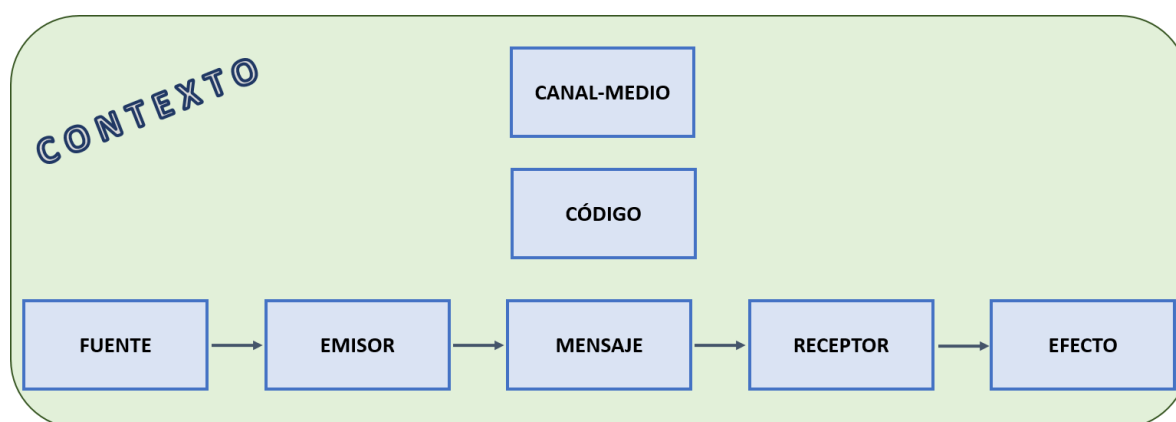 CONTEXTO
CANAL-MEDIO
CÓDIGO
FUENTE
EMISOR
MENSAJE
RECEPTOR
EFECTO